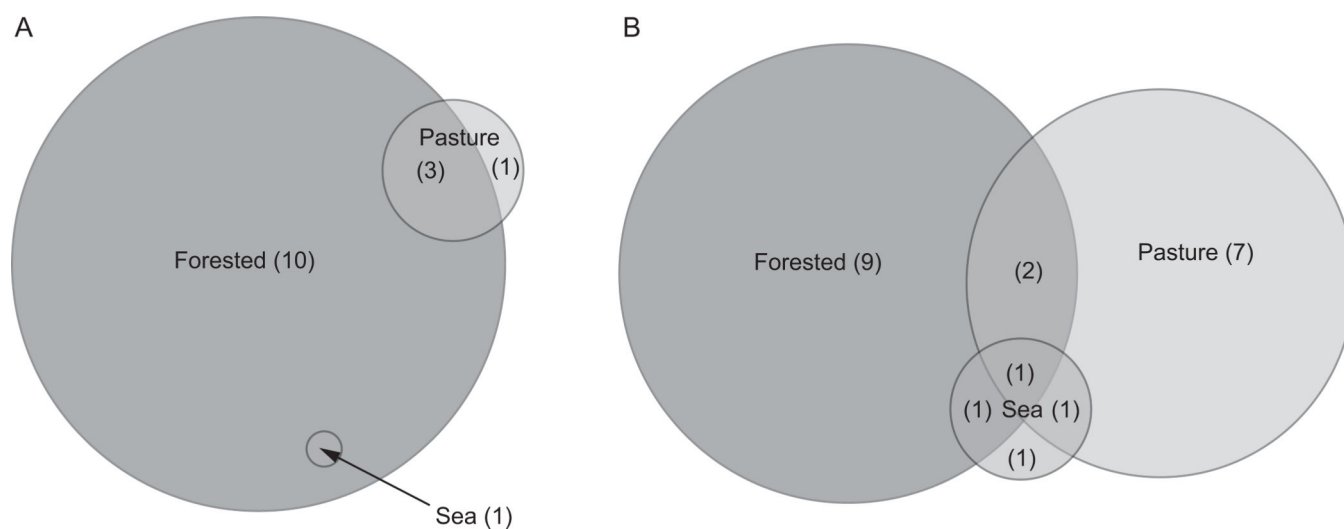 A
Pasture
(3)
(1)
Forested (10)
Sea (1)
B
Forested (9)
(2)
Pasture (7)
(1)
(1) Sea (1)
(1)